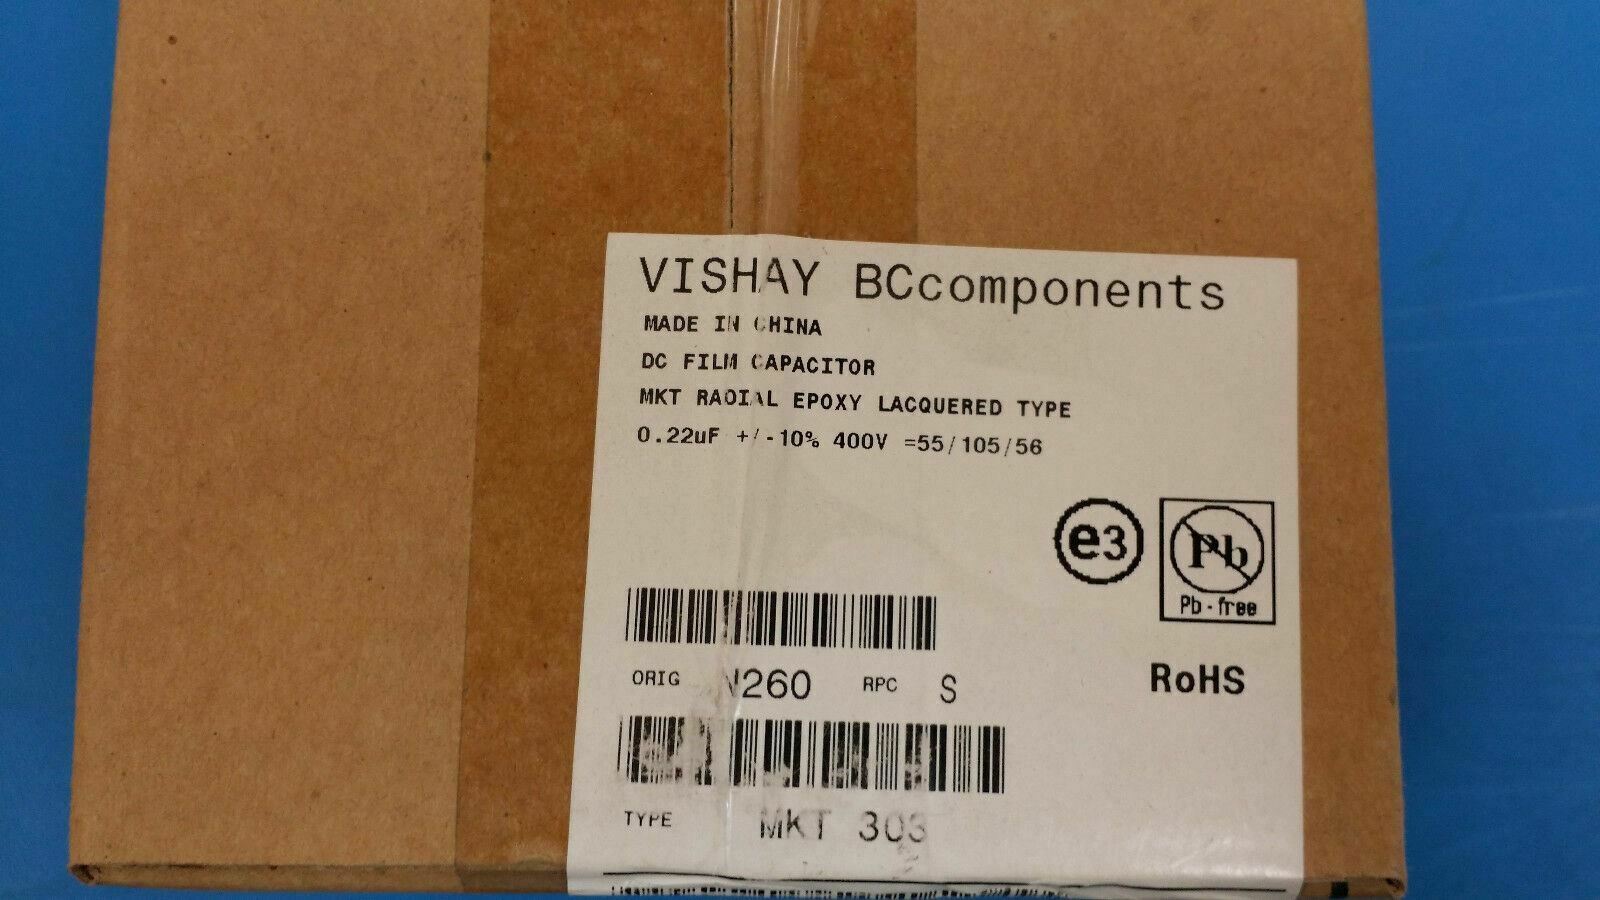 VISHAY BCcomponents
MADE IN CHINA
DC FILM CAPACITOR
MKT RADIAL EPOXY LACQUERED TYPE
0.22uF +/-10% 400V =55/105/56
e3
Pb
Pb-free
ORIG RPC S
RoHS
TYPE MKT 303